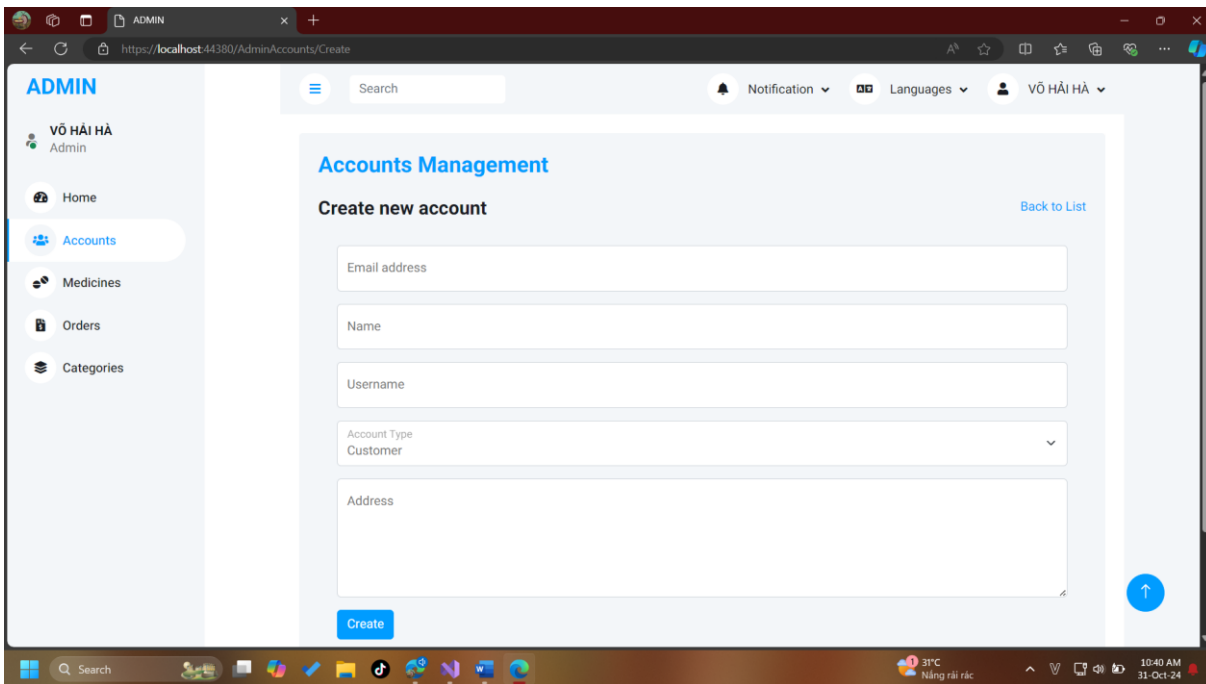 ADMIN
https://localhost:44380/AdminAccounts/Create
ADMIN
Search
Notification
Languages
VÕ HẢI HÀ
VÕ HẢI HÀ
Admin
Home
Accounts
Medicines
Orders
Categories
Accounts Management
Create new account
Back to List
Email address
Name
Username
Account Type
Customer
Address
Create
Search
1
31°C
Nắng rải rác
10:40 AM
31-Oct-24